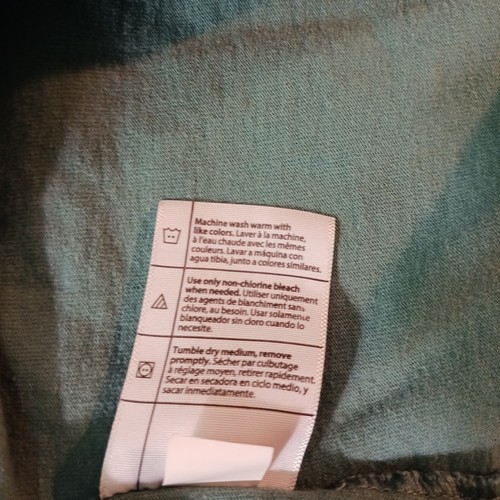 Machine wash warm with
like colors. Laver à la machine,
à l'eau chaude avec les mêmes
couleurs. Lavar a máquina con
agua tibia, junto a colores similares.
Use only non-chlorine bleach
when needed. Utiliser uniquement
des agents de blanchiment sans
chlore, au besoin. Usar solamente
blanqueador sin cloro cuando lo
necesite.
Tumble dry medium, remove
promptly. Sécher par culbutage
à réglage moyen, retirer rapidement.
Secar en secadora en ciclo medio, y
sacar inmediatamente.